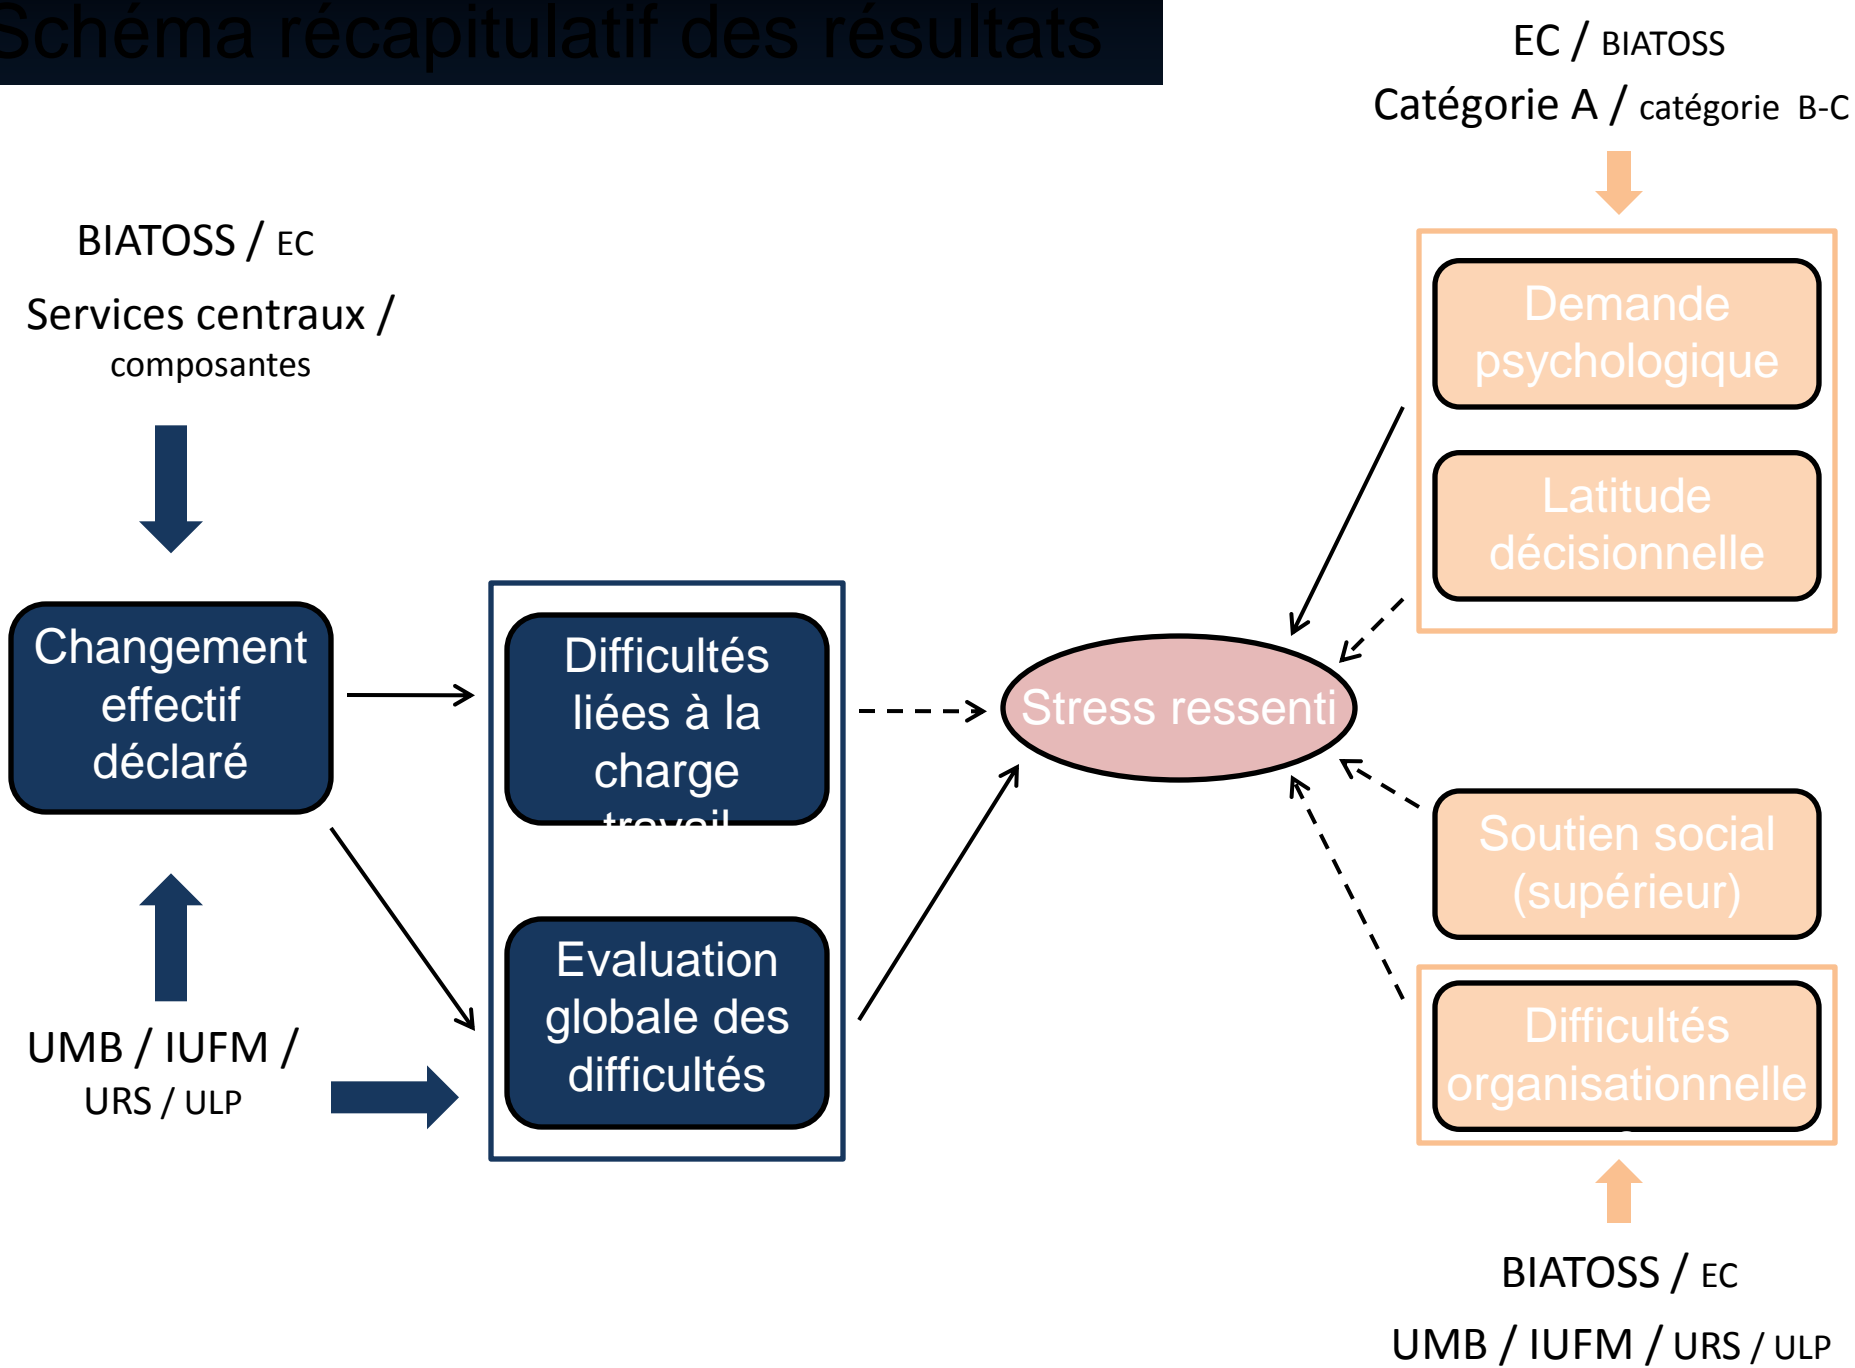 Schéma récapitulatif des résultats
EC / BIATOSS
Catégorie A / catégorie B-C
BIATOSS / EC
Services centraux /
composantes
Demande
psychologique
Latitude
décisionnelle
Changement
effectif
déclaré
Difficultés
liées à la
charge
travail
Stress ressenti
Soutien social
(supérieur)
Evaluation
globale des
difficultés
Difficultés
organisationnelle
UMB / IUFM /
URS / ULP
BIATOSS / EC
UMB / IUFM / URS / ULP